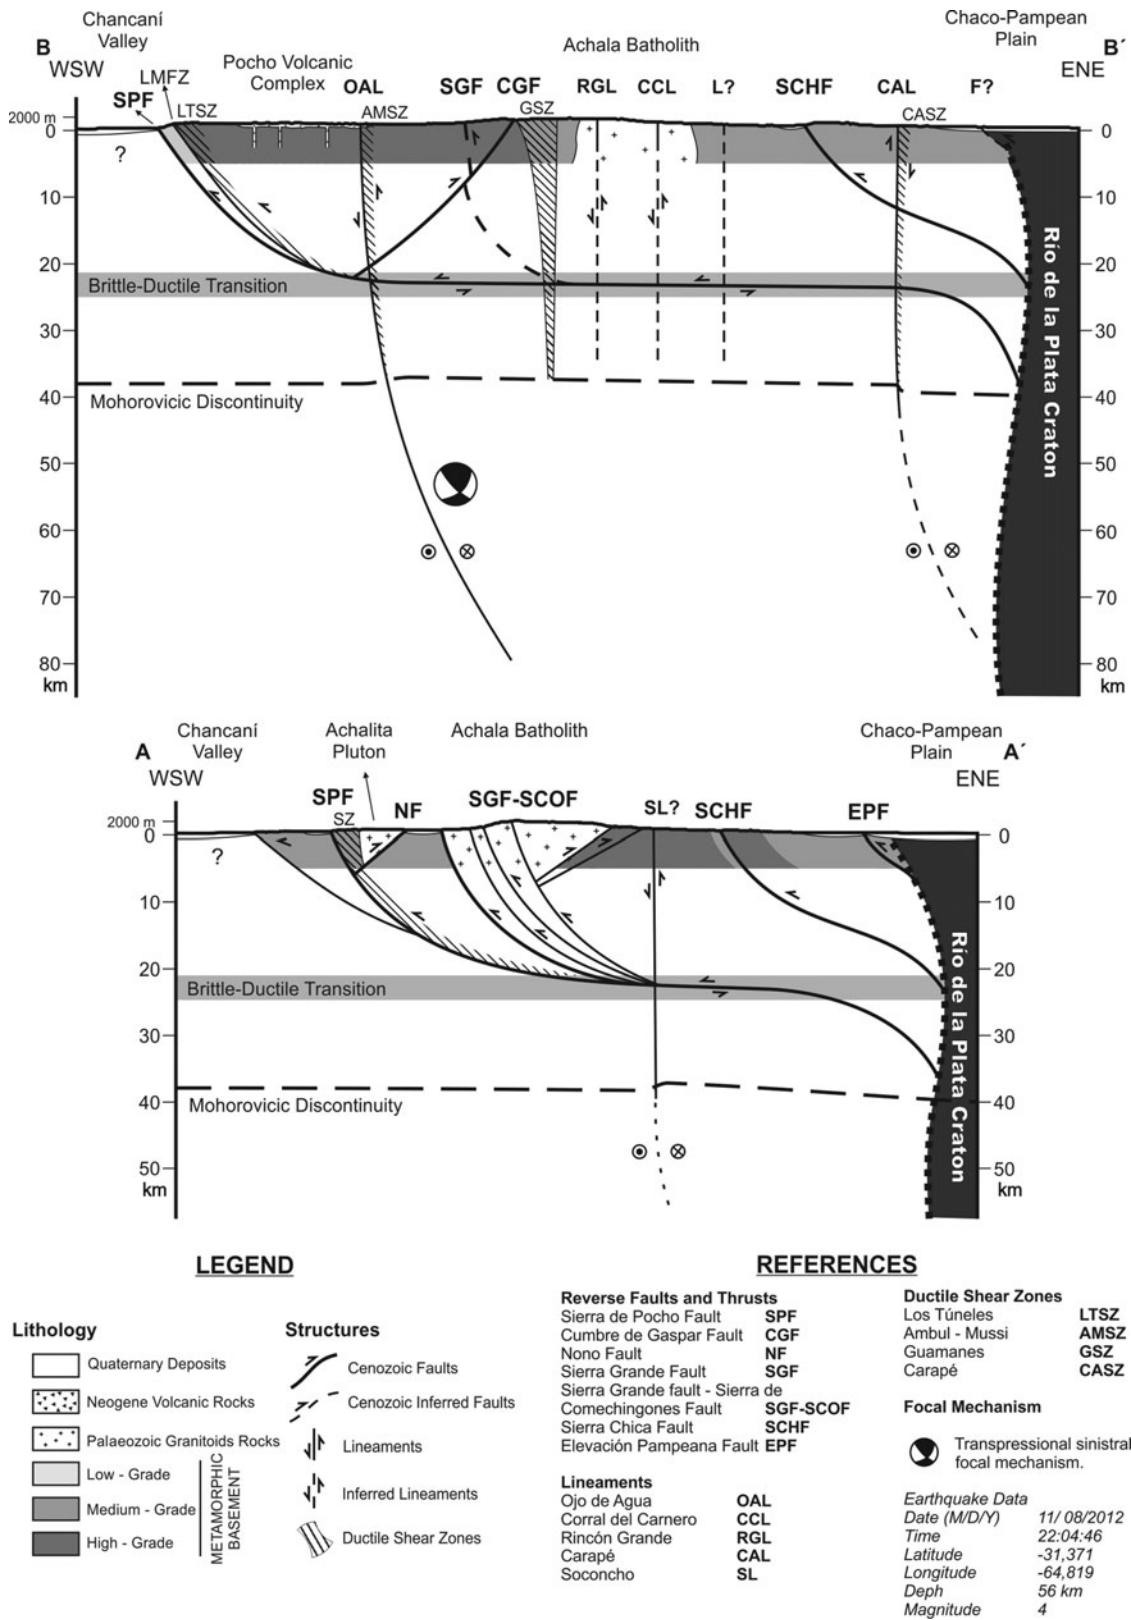 Chancaní
Valley
Chaco-Pampean
Plain
B
WSW
LMFZ
Pocho Volcanic
Complex
Achala Batholith
B´
ENE
SPF
LTSZ
OAL
AMSZ
SGF
CGF
GSZ
RGL
CCL
L?
SCHF
CAL
CASZ
F?
2000 m
0
0
?
10
10
20
20
Brittle-Ductile Transition
30
30
40
40
Mohorovicic Discontinuity
50
50
60
60
70
70
80
80
km
km
Río de la Plata Craton
Chancaní
Valley
Achalita
Pluton
Achala Batholith
Chaco-Pampean
Plain
A
WSW
A´
ENE
SPF
SZ
NF
SGF-SCOF
SL?
SCHF
EPF
2000 m
0
0
?
10
10
20
20
Brittle-Ductile Transition
30
30
40
40
Mohorovicic Discontinuity
50
50
km
km
Río de la Plata Craton
LEGEND
Lithology
Quaternary Deposits
Neogene Volcanic Rocks
Palaeozoic Granitoids Rocks
Low - Grade
Medium - Grade
High - Grade
METAMORPHIC
BASEMENT
Structures
Cenozoic Faults
Cenozoic Inferred Faults
Lineaments
Inferred Lineaments
Ductile Shear Zones
REFERENCES
Reverse Faults and Thrusts
Sierra de Pocho Fault SPF
Cumbre de Gaspar Fault CGF
Nono Fault NF
Sierra Grande Fault SGF
Sierra Grande fault - Sierra de
Comechingones Fault SGF-SCOF
Sierra Chica Fault SCHF
Elevación Pampeana Fault EPF
Lineaments
Ojo de Agua OAL
Corral del Carnero CCL
Rincón Grande RGL
Carapé CAL
Soconcho SL
Ductile Shear Zones
Los Túneles LTSZ
Ambul - Mussi AMSZ
Guamanes GSZ
Carapé CASZ
Focal Mechanism
Transpressional sinistral
focal mechanism.
Earthquake Data
Date (M/D/Y) 11/ 08/2012
Time 22:04:46
Latitude -31,371
Longitude -64,819
Deph 56 km
Magnitude 4